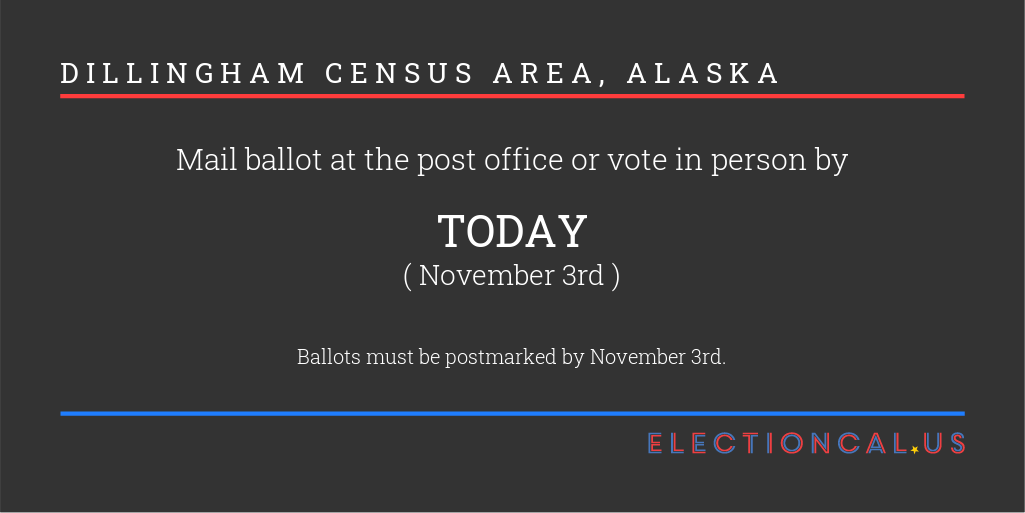 DILLINGHAM CENSUS AREA, ALASKA
Mail ballot at the post office or vote in person by
TODAY
( November 3rd )
Ballots must be postmarked by November 3rd.
ELECTIONCAL.US